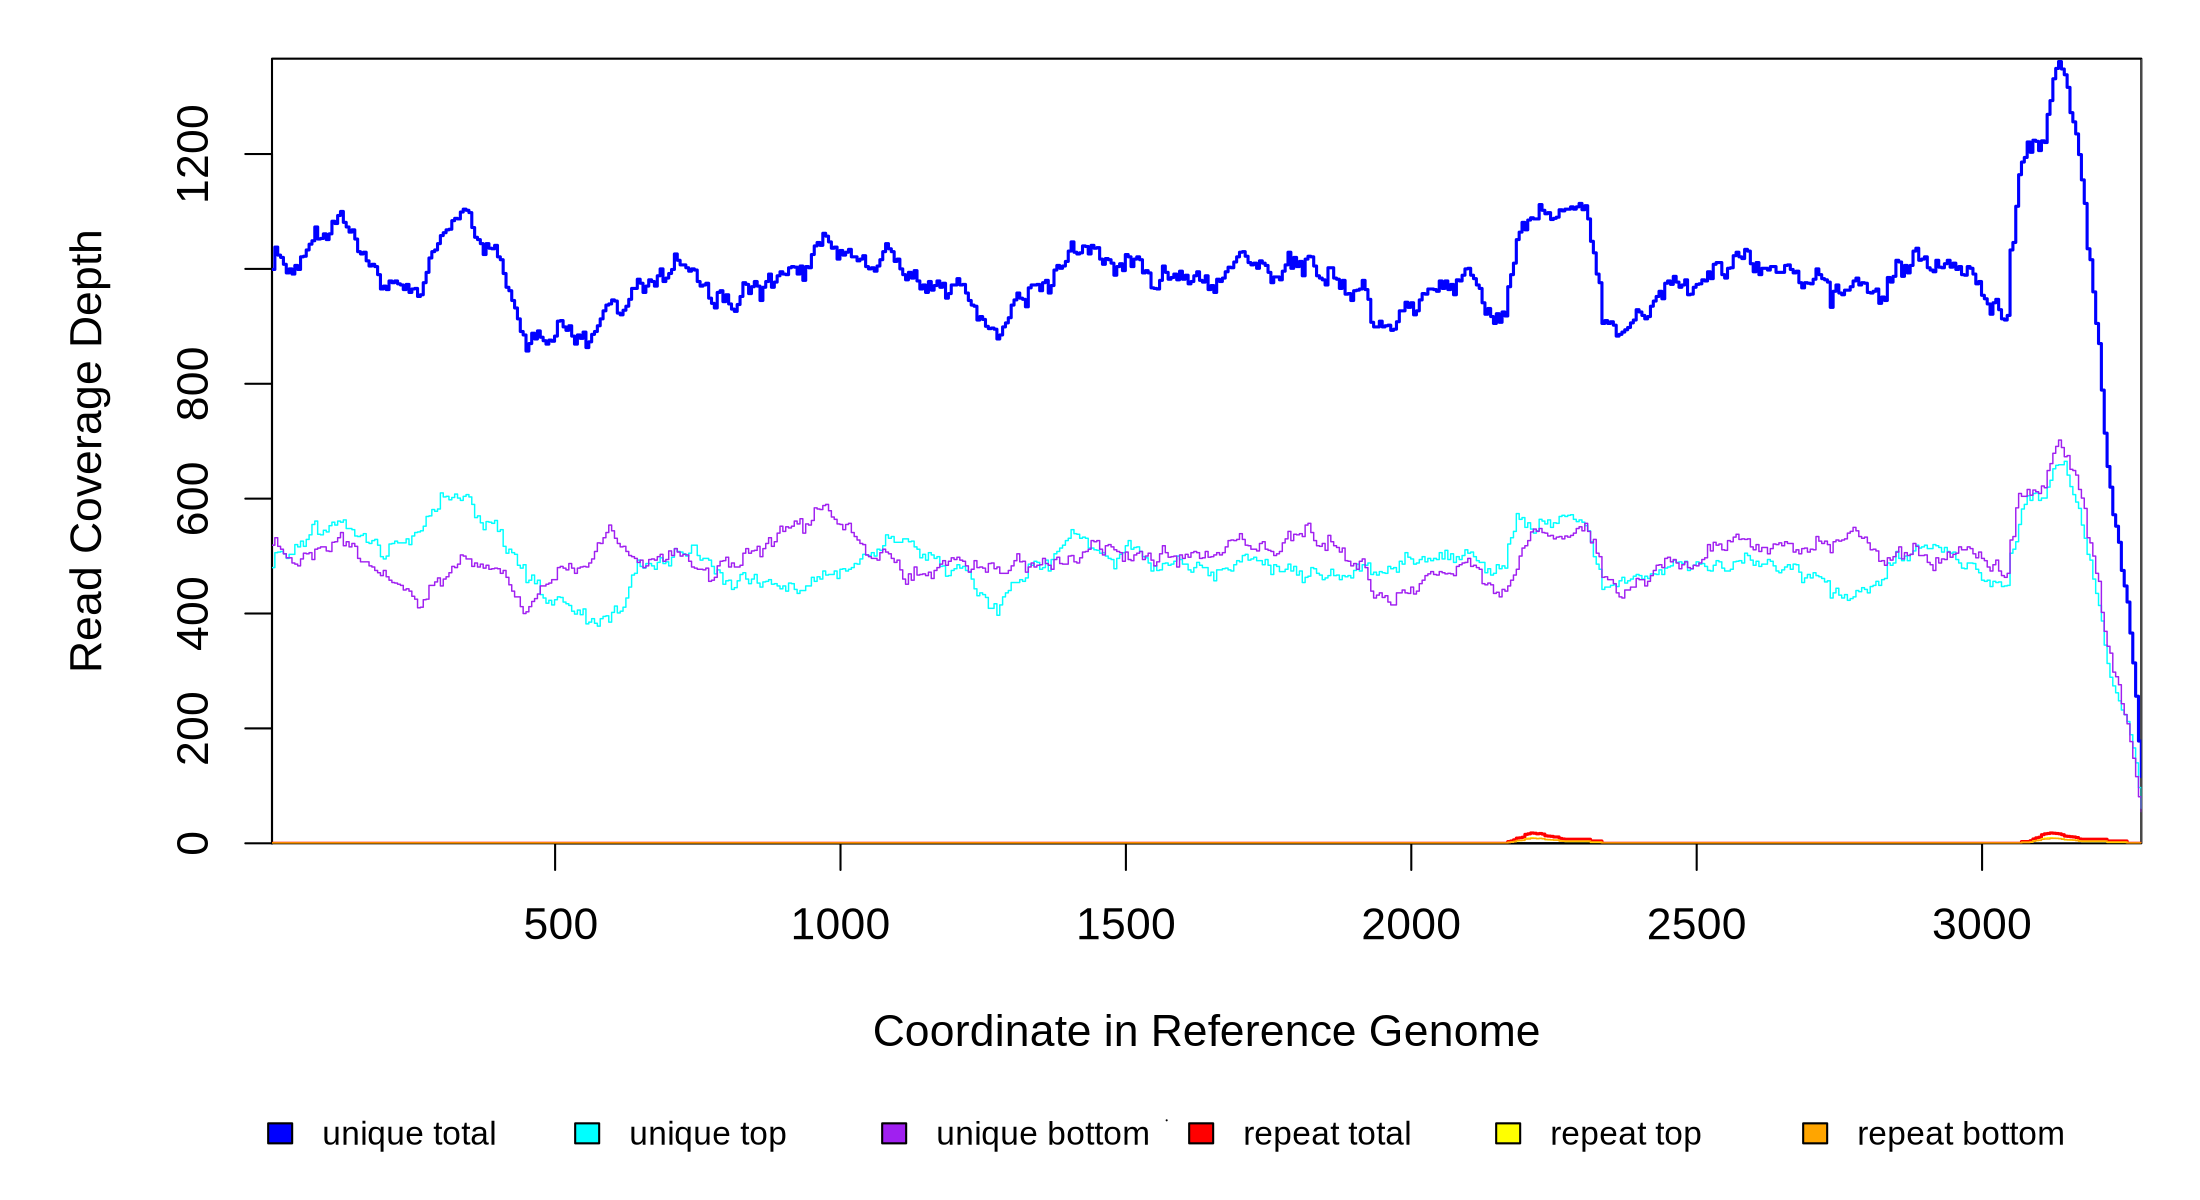 Read Coverage Depth
1200
800
600
400
200
0
500 1000 1500 2000 2500 3000
Coordinate in Reference Genome
unique total unique top unique bottom repeat total repeat top repeat bottom